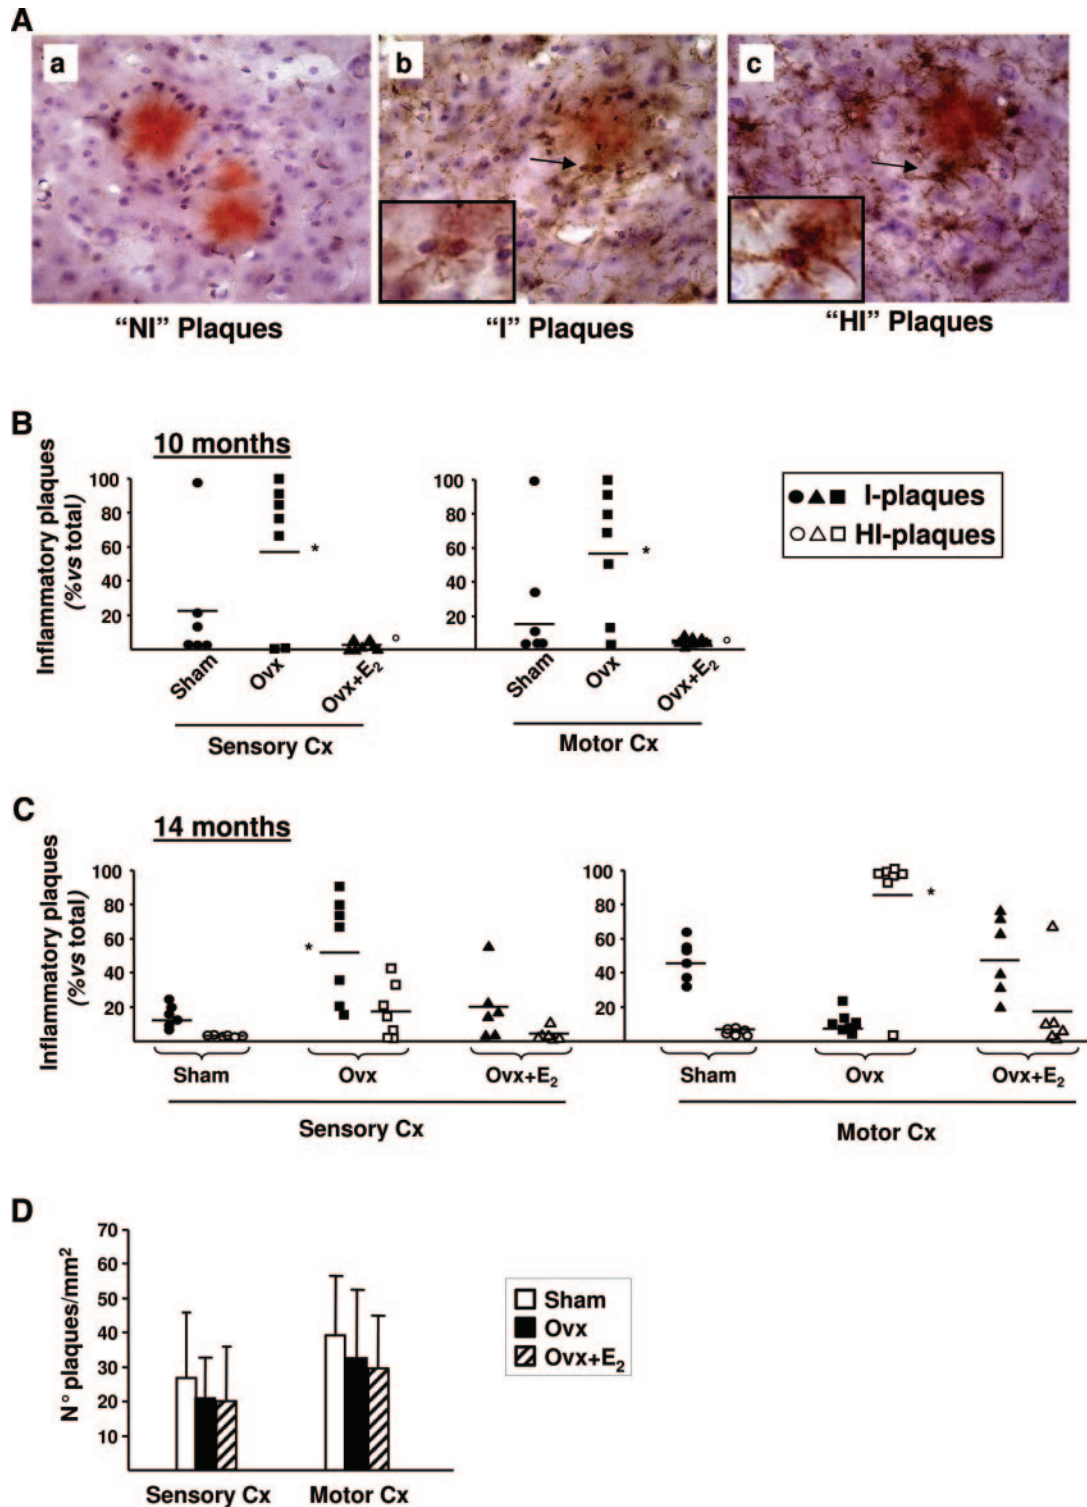 A
a
b
c
"NI" Plaques
"I" Plaques
"HI" Plaques
B
10 months
Inflammatory plaques
(%vs total)
100
80
60
40
20
*
Sham
Ovx
Ovx+E2
Sensory Cx
100
80
60
40
20
*
Sham
Ovx
Ovx+E2
Motor Cx
I-plaques
HI-plaques
C
14 months
Inflammatory plaques
(%vs total)
100
80
60
40
20
*
Sham
Ovx
Ovx+E2
Sensory Cx
100
80
60
40
20
*
Sham
Ovx
Ovx+E2
Motor Cx
D
N° plaques/mm2
70
60
50
40
30
20
10
Sensory Cx
Motor Cx
Sham
Ovx
Ovx+E2